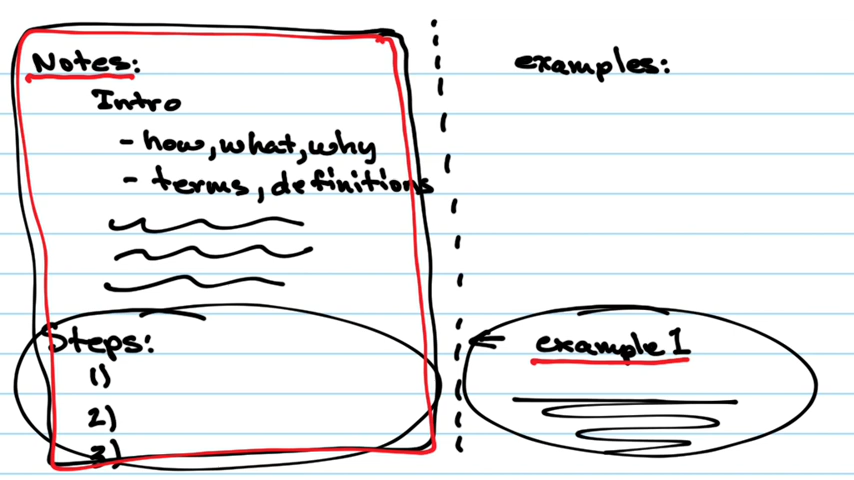 Notes:
Intro
- how, what, why
- terms, definitions
Steps:
1)
2)
3)
examples:
example 1